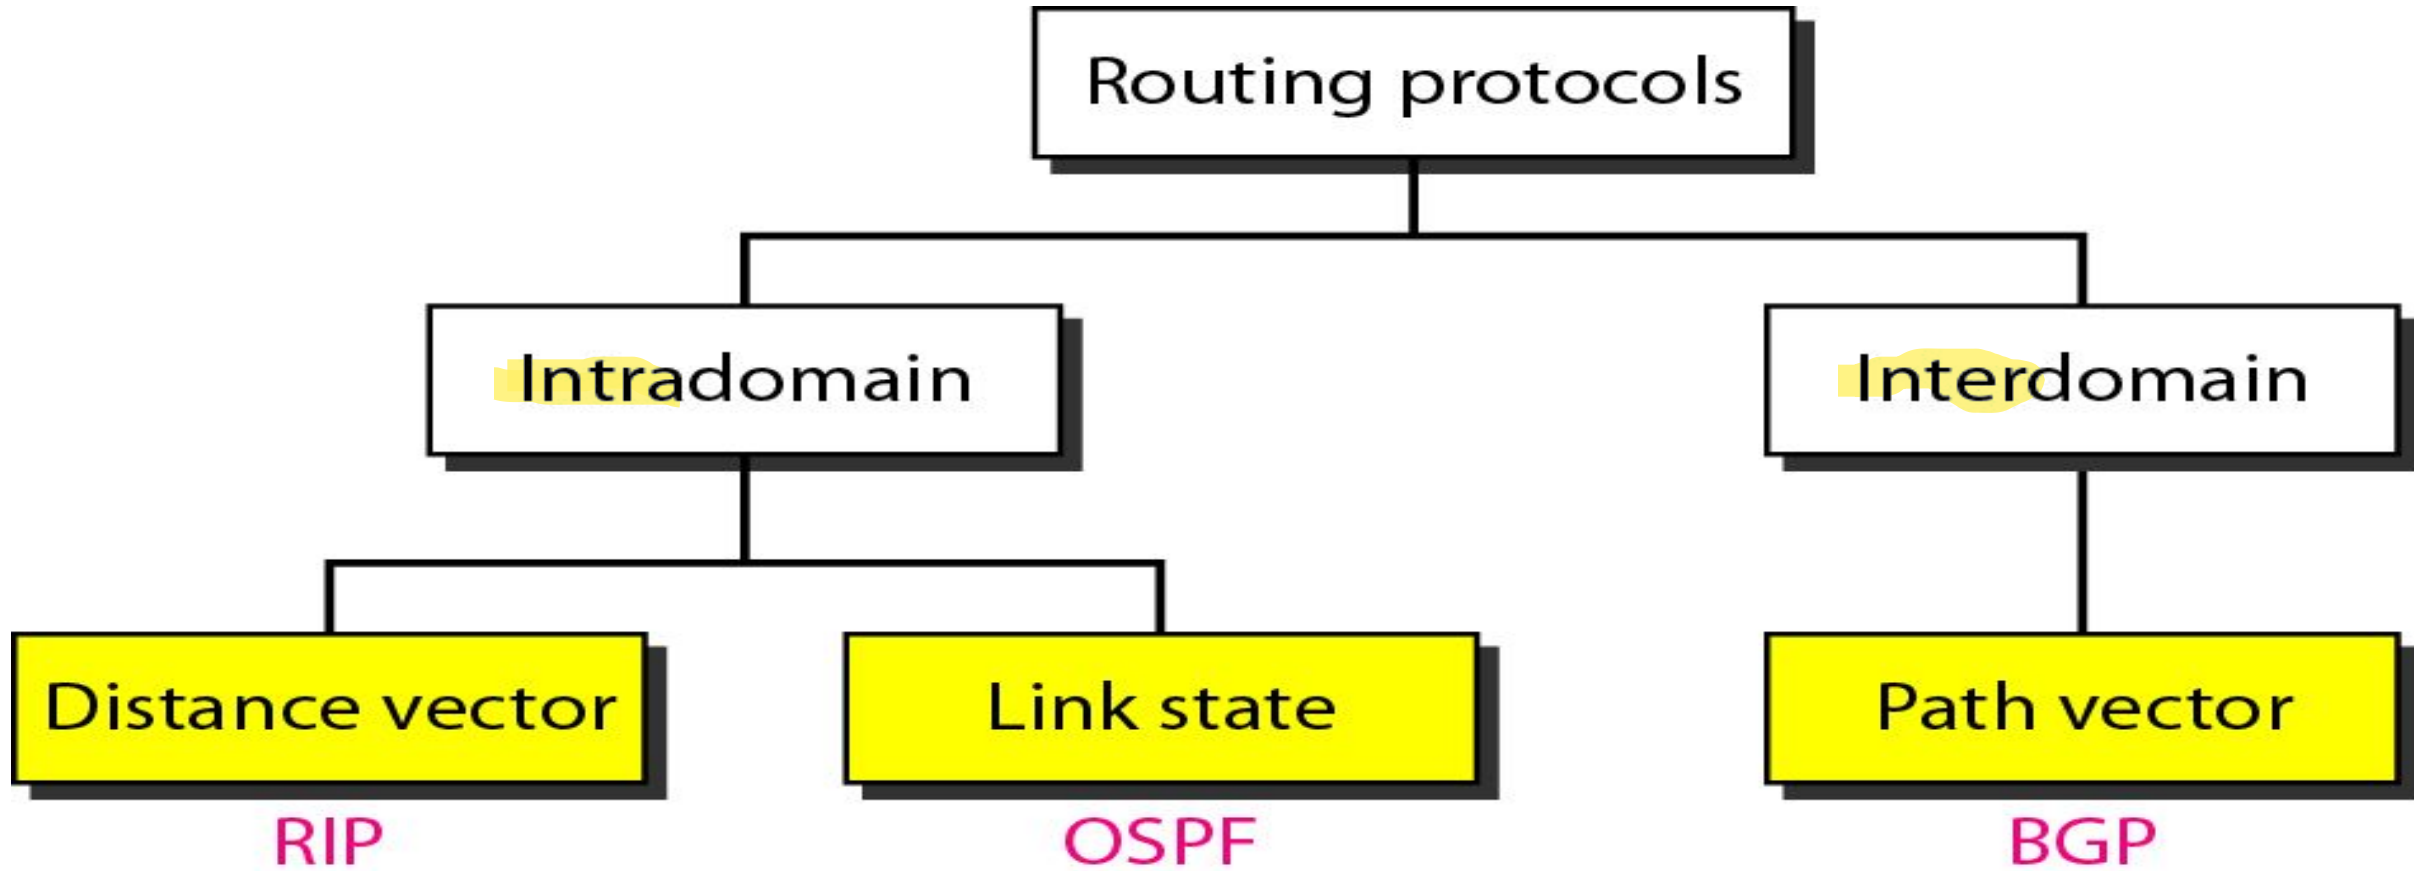 Routing protocols
Intradomain
Interdomain
Distance vector
Link state
Path vector
RIP
OSPF
BGP